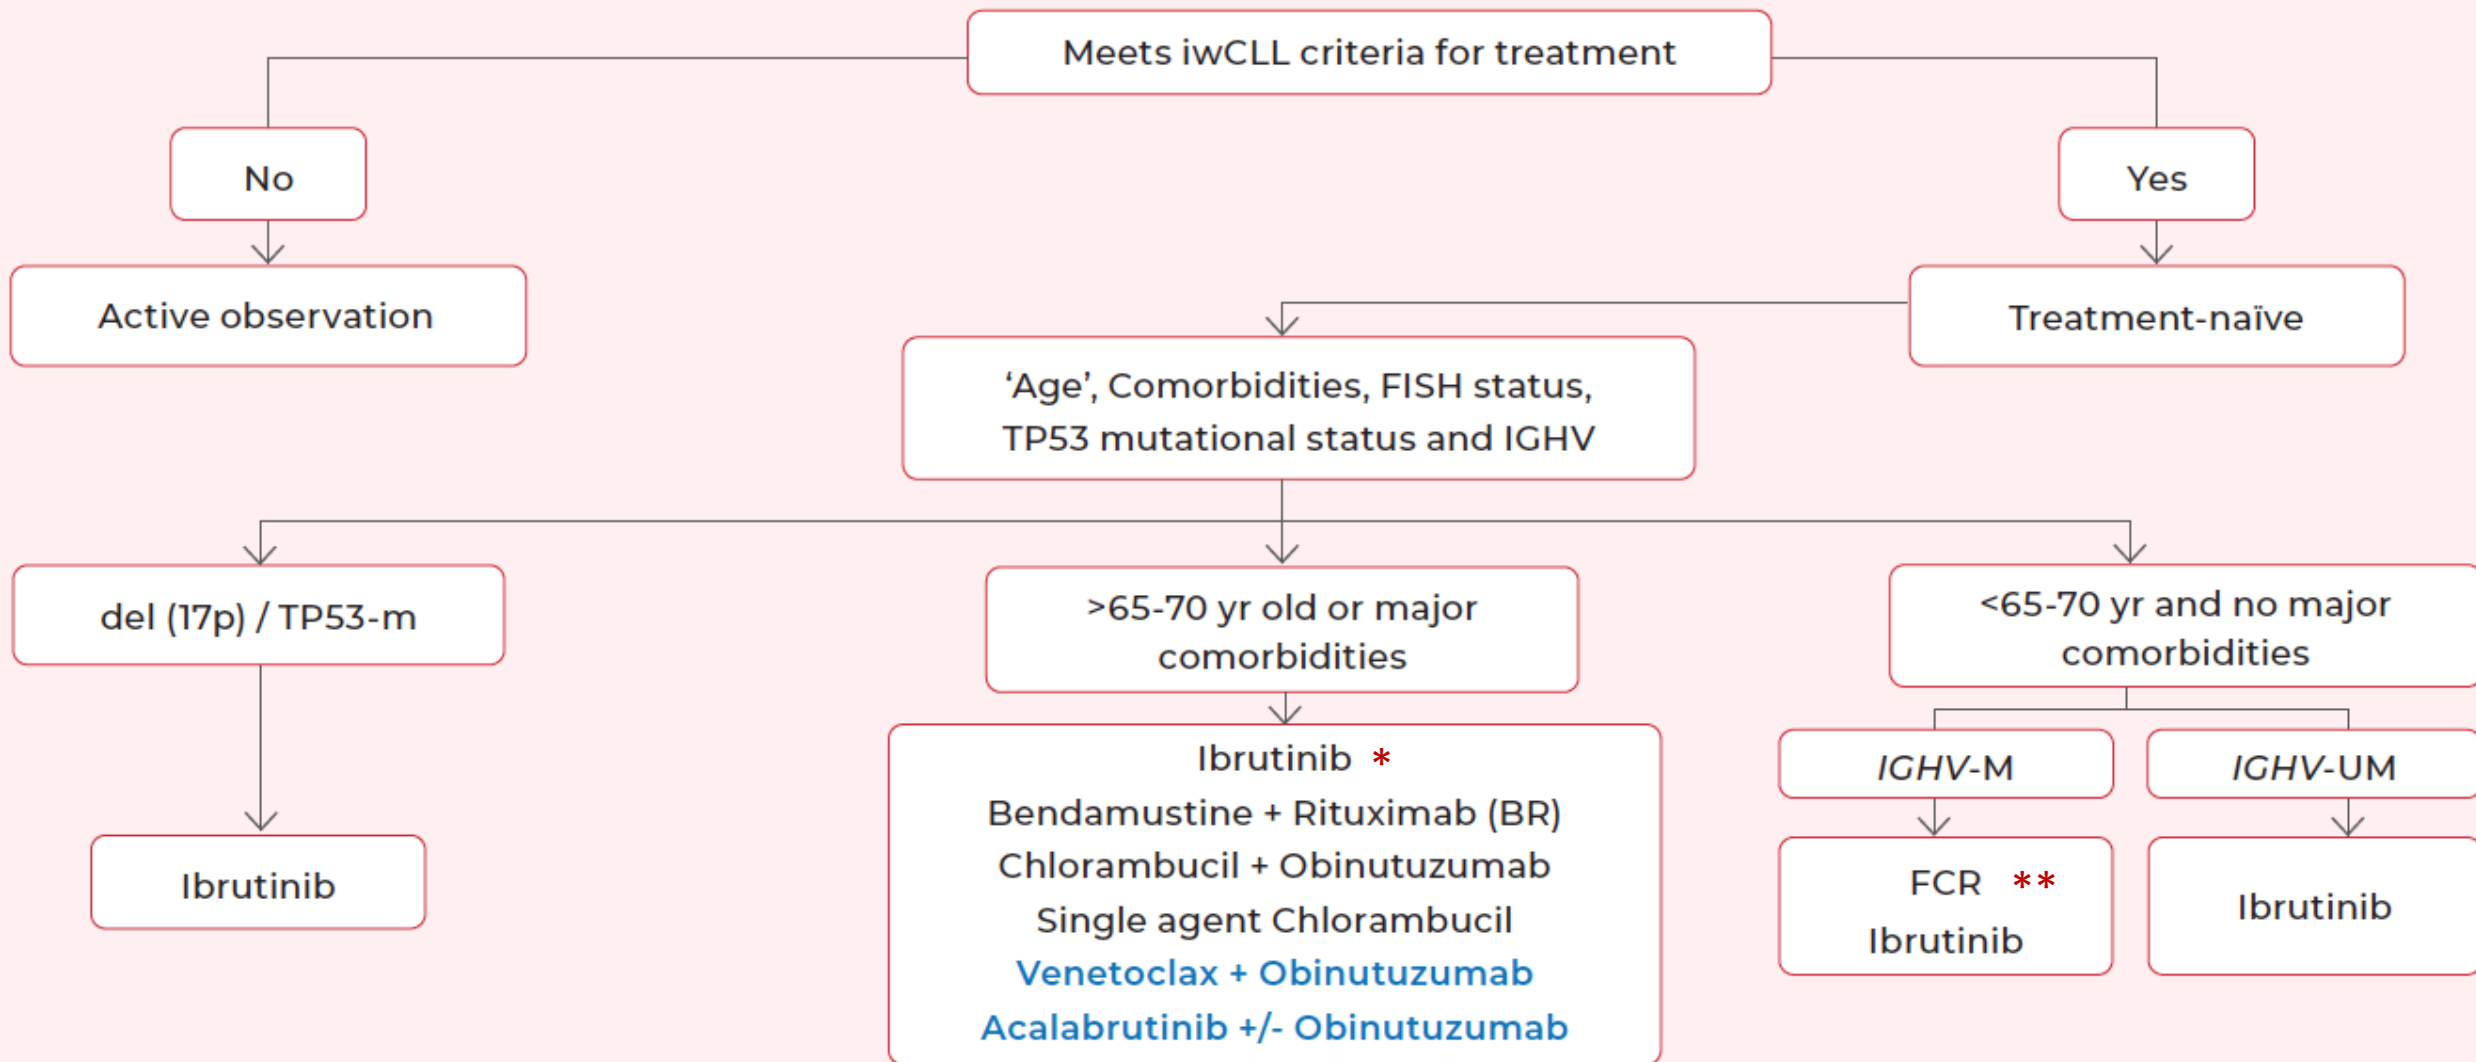 Meets iwCLL criteria for treatment
No
Yes
Active observation
Treatment-naïve
‘Age’, Comorbidities, FISH status,
TP53 mutational status and IGHV
del (17p) / TP53-m
>65-70 yr old or major
comorbidities
<65-70 yr and no major
comorbidities
Ibrutinib
Ibrutinib *
Bendamustine + Rituximab (BR)
Chlorambucil + Obinutuzumab
Single agent Chlorambucil
Venetoclax + Obinutuzumab
Acalabrutinib +/- Obinutuzumab
IGHV-M
IGHV-UM
FCR **
Ibrutinib
Ibrutinib